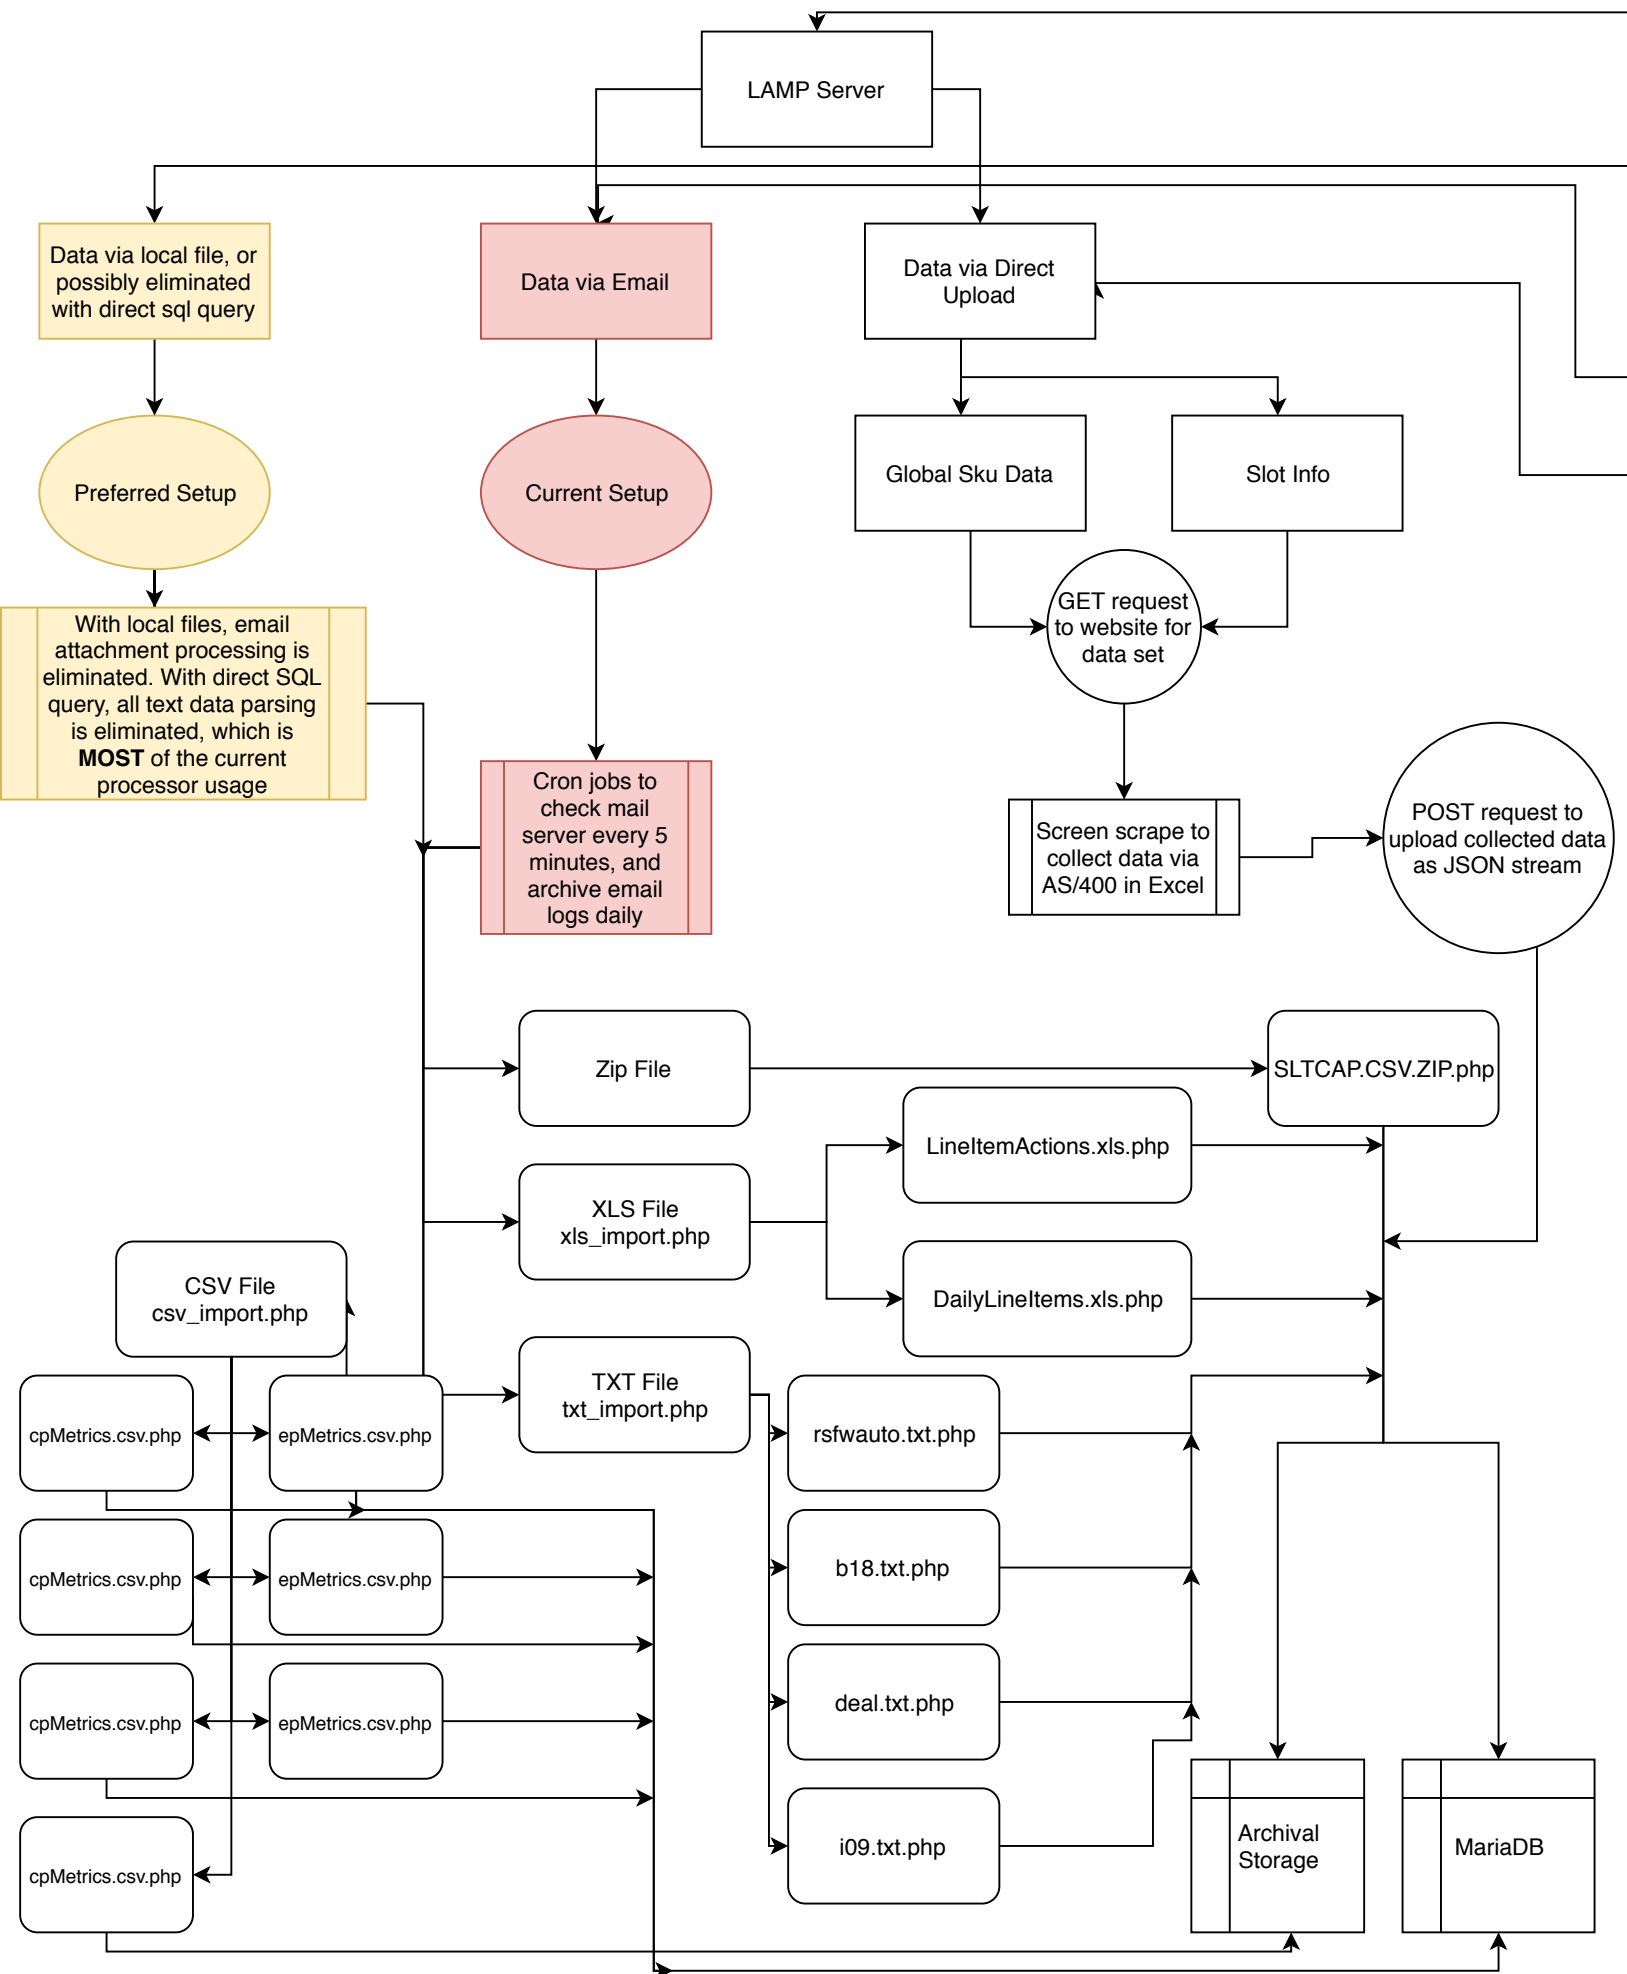 LAMP Server
Data via local file, or
possibly eliminated
with direct sql query
Data via Email
Data via Direct
Upload
Preferred Setup
Current Setup
Global Sku Data
Slot Info
GET request
to website for
data set
With local files, email
attachment processing is
eliminated. With direct SQL
query, all text data parsing
is eliminated, which is
MOST of the current
processor usage
Cron jobs to
check mail
server every 5
minutes, and
archive email
logs daily
Screen scrape to
collect data via
AS/400 in Excel
POST request to
upload collected data
as JSON stream
Zip File
SLTCAP.CSV.ZIP.php
LineItemActions.xls.php
XLS File
xls_import.php
DailyLineItems.xls.php
CSV File
csv_import.php
TXT File
txt_import.php
cpMetrics.csv.php
epMetrics.csv.php
rsfwauto.txt.php
cpMetrics.csv.php
epMetrics.csv.php
b18.txt.php
cpMetrics.csv.php
epMetrics.csv.php
deal.txt.php
cpMetrics.csv.php
i09.txt.php
Archival
Storage
MariaDB